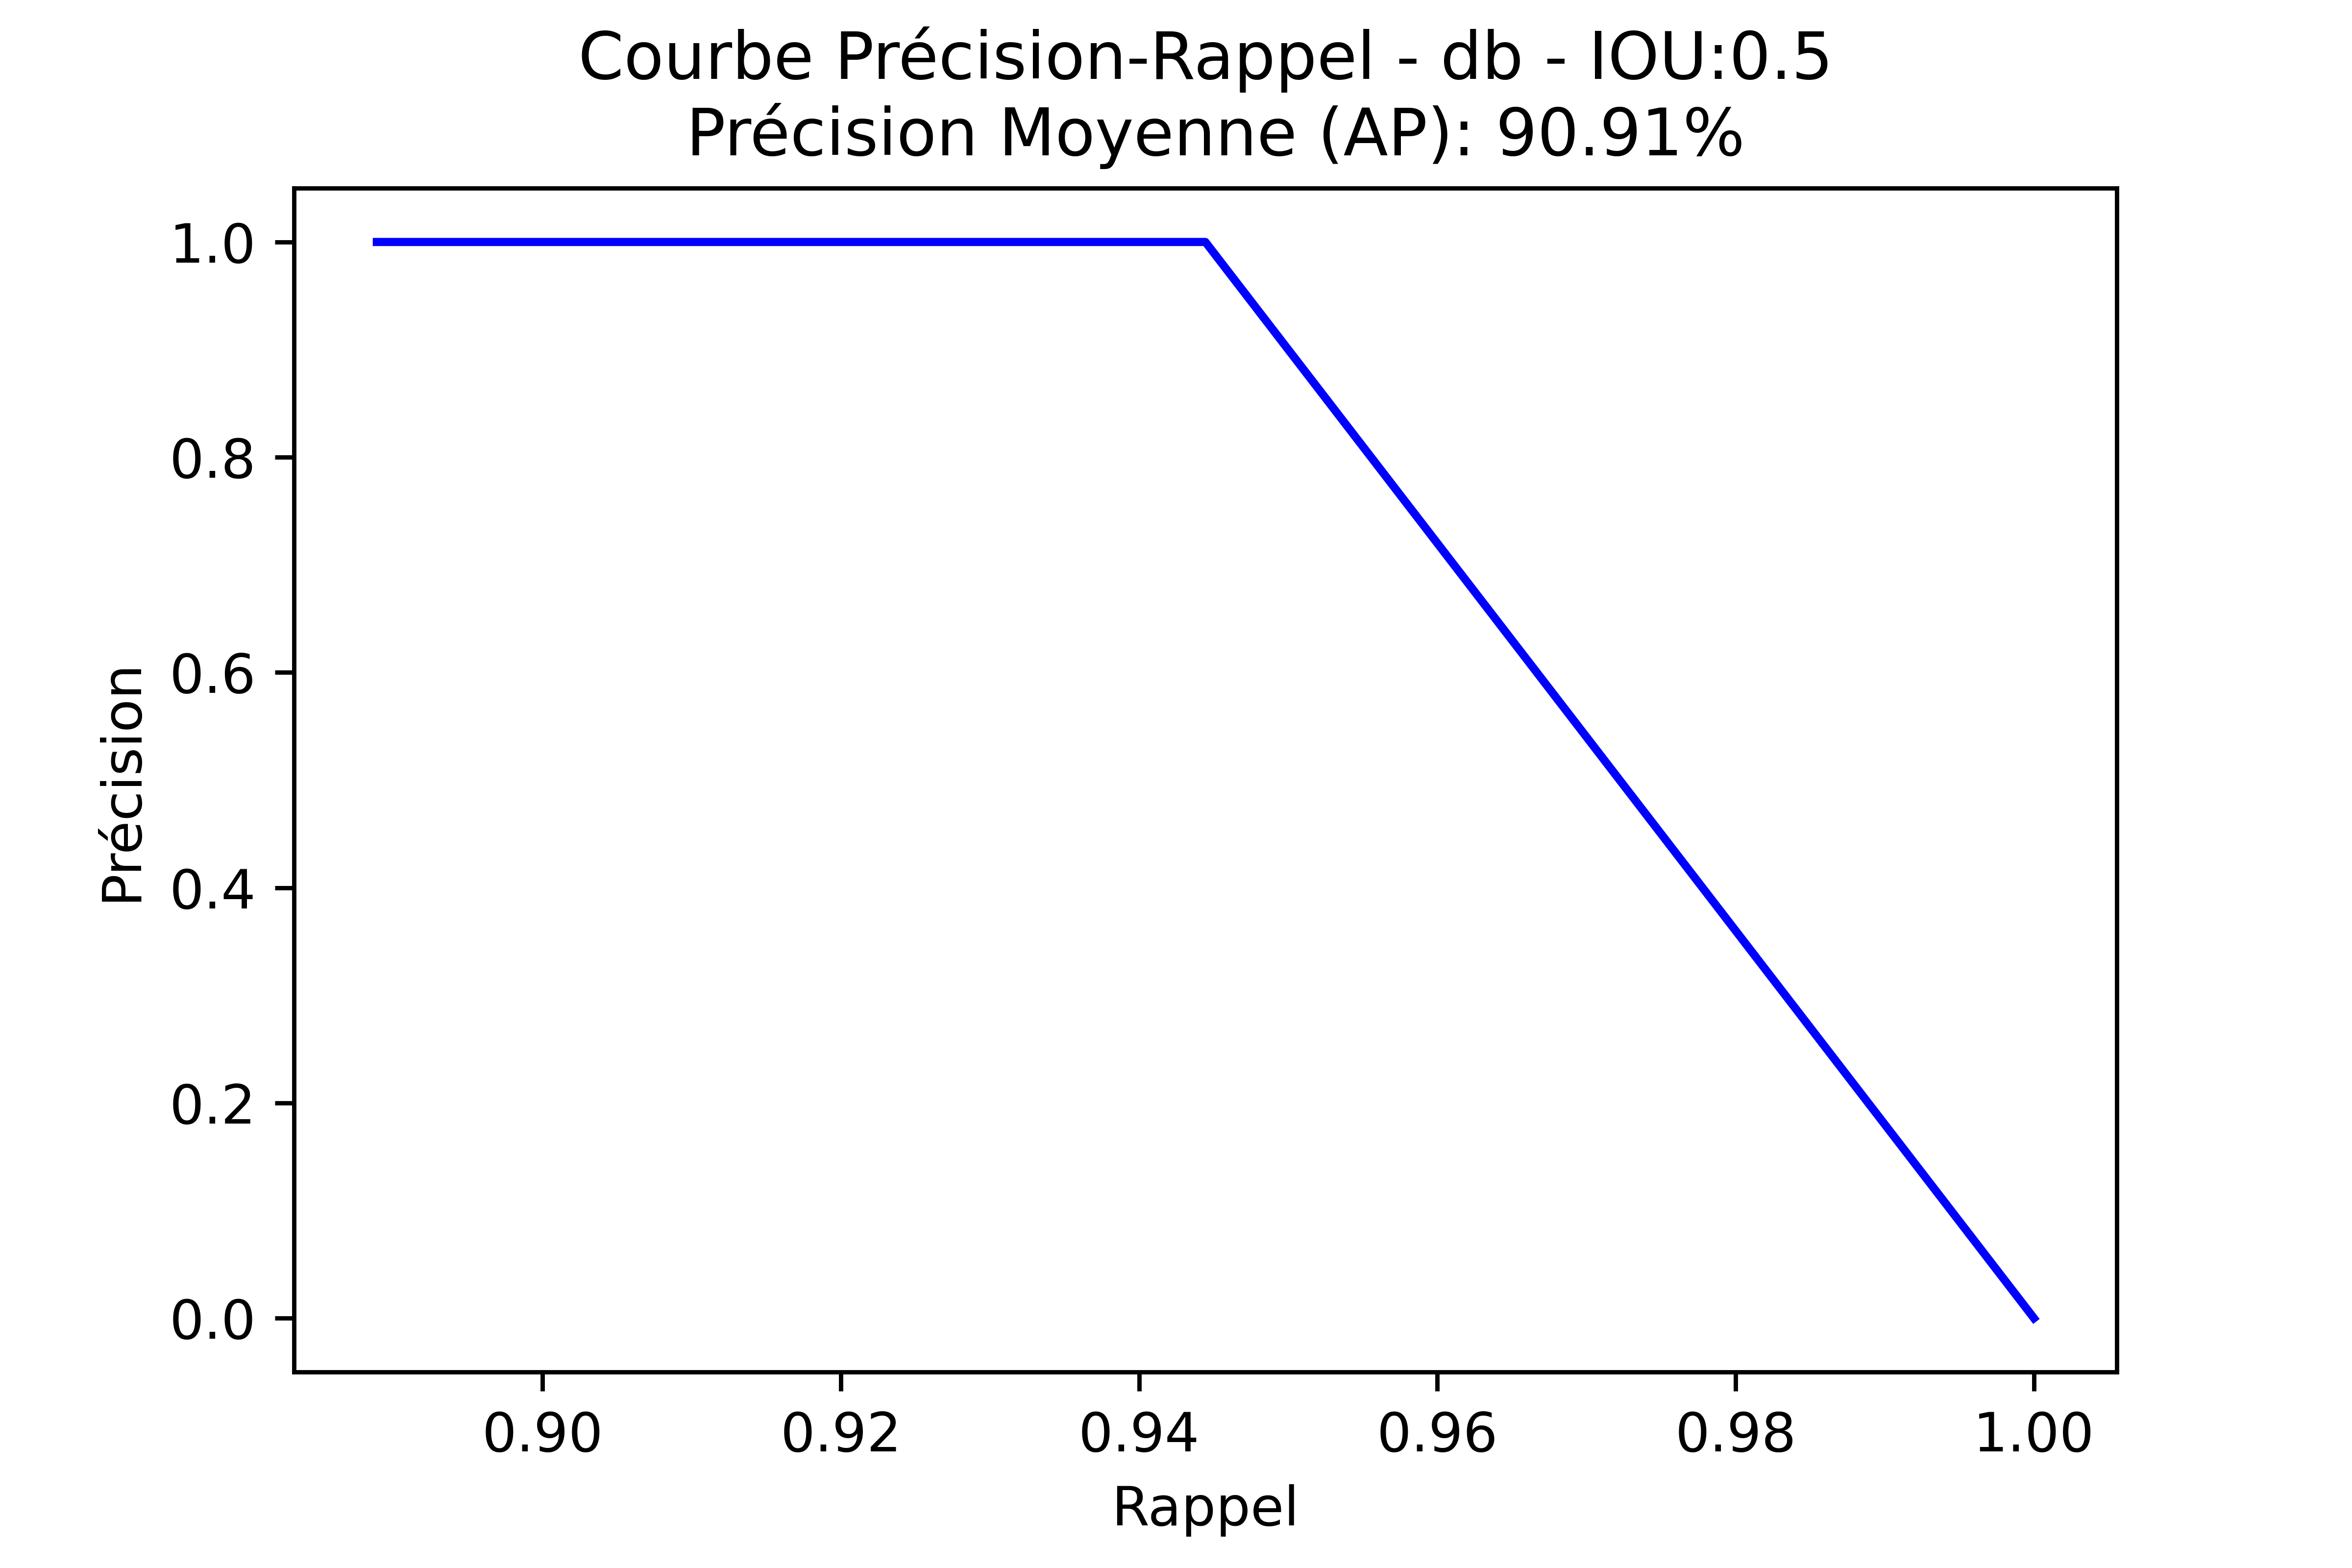 Courbe Précision-Rappel - db - IOU:0.5
Précision Moyenne (AP): 90.91%
1.0
0.8
0.6
0.4
0.2
0.0
Précision
0.90 0.92 0.94 0.96 0.98 1.00
Rappel